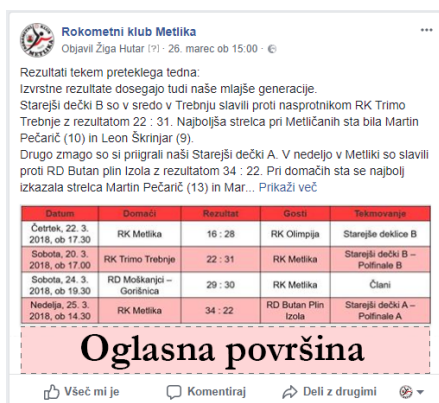 Rokometni klub Metlika
Objavil Žiga Hutar [?] · 26. marec ob 15:00 ·
Rezultati tekem preteklega tedna:
Izvrstne rezultate dosegajo tudi naše mlajše generacije.
Starejši dečki B so v sredo v Trebnju slavili proti nasprotnikom RK Trimo
Trebnje z rezultatom 22 : 31. Najboljša strelca pri Metličanih sta bila Martin
Pečarič (10) in Leon Škrinjar (9).
Drugo zmago so si priigrali naši Starejši dečki A. V nedeljo v Metliki so slavili
proti RD Butan plin Izola z rezultatom 34 : 22. Pri domačih sta se najbolj
izkazala strelca Martin Pečarič (13) in Mar... Prikaži več
Datum Domači Rezultat Gosti Tekmovanje
Četrtek, 22. 3. 2018, ob 17.30 RK Metlika 16 : 28 RK Olimpija Starejše deklice B
Sobota, 20. 3. 2018, ob 17.00 RK Trimo Trebnje 22 : 31 RK Metlika Starejši dečki B – Polfinale B
Sobota, 24. 3. 2018, ob 19.30 RD Moškanjci – Gorišnica 29 : 30 RK Metlika Člani
Nedelja, 25. 3. 2018, ob 14.30 RK Metlika 34 : 22 RD Butan Plin Izola Starejši dečki A – Polfinale A
Oglasna površina
Všeč mi je Komentiraj Deli z drugimi